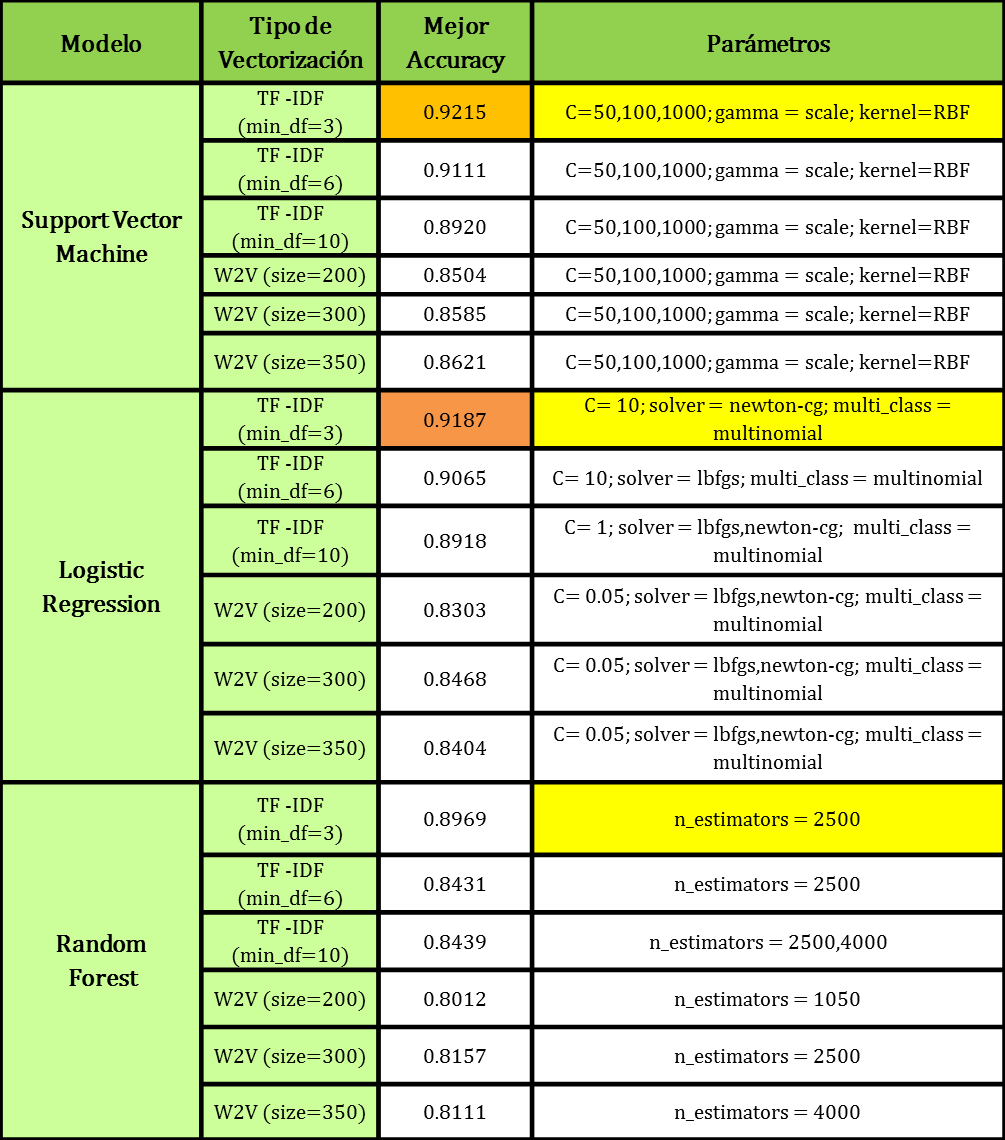 Modelo
Tipo de
Vectorización
Mejor
Accuracy
Parámetros
Support Vector
Machine
TF -IDF
(min_df=3)
0.9215
C=50,100,1000; gamma = scale; kernel=RBF
TF -IDF
(min_df=6)
0.9111
C=50,100,1000; gamma = scale; kernel=RBF
TF -IDF
(min_df=10)
0.8920
C=50,100,1000; gamma = scale; kernel=RBF
W2V (size=200)
0.8504
C=50,100,1000; gamma = scale; kernel=RBF
W2V (size=300)
0.8585
C=50,100,1000; gamma = scale; kernel=RBF
W2V (size=350)
0.8621
C=50,100,1000; gamma = scale; kernel=RBF
Logistic
Regression
TF -IDF
(min_df=3)
0.9187
C= 10; solver = newton-cg; multi_class =
multinomial
TF -IDF
(min_df=6)
0.9065
C= 10; solver = lbfgs; multi_class = multinomial
TF -IDF
(min_df=10)
0.8918
C= 1; solver = lbfgs,newton-cg; multi_class =
multinomial
W2V (size=200)
0.8303
C= 0.05; solver = lbfgs,newton-cg; multi_class =
multinomial
W2V (size=300)
0.8468
C= 0.05; solver = lbfgs,newton-cg; multi_class =
multinomial
W2V (size=350)
0.8404
C= 0.05; solver = lbfgs,newton-cg; multi_class =
multinomial
Random
Forest
TF -IDF
(min_df=3)
0.8969
n_estimators = 2500
TF -IDF
(min_df=6)
0.8431
n_estimators = 2500
TF -IDF
(min_df=10)
0.8439
n_estimators = 2500,4000
W2V (size=200)
0.8012
n_estimators = 1050
W2V (size=300)
0.8157
n_estimators = 2500
W2V (size=350)
0.8111
n_estimators = 4000